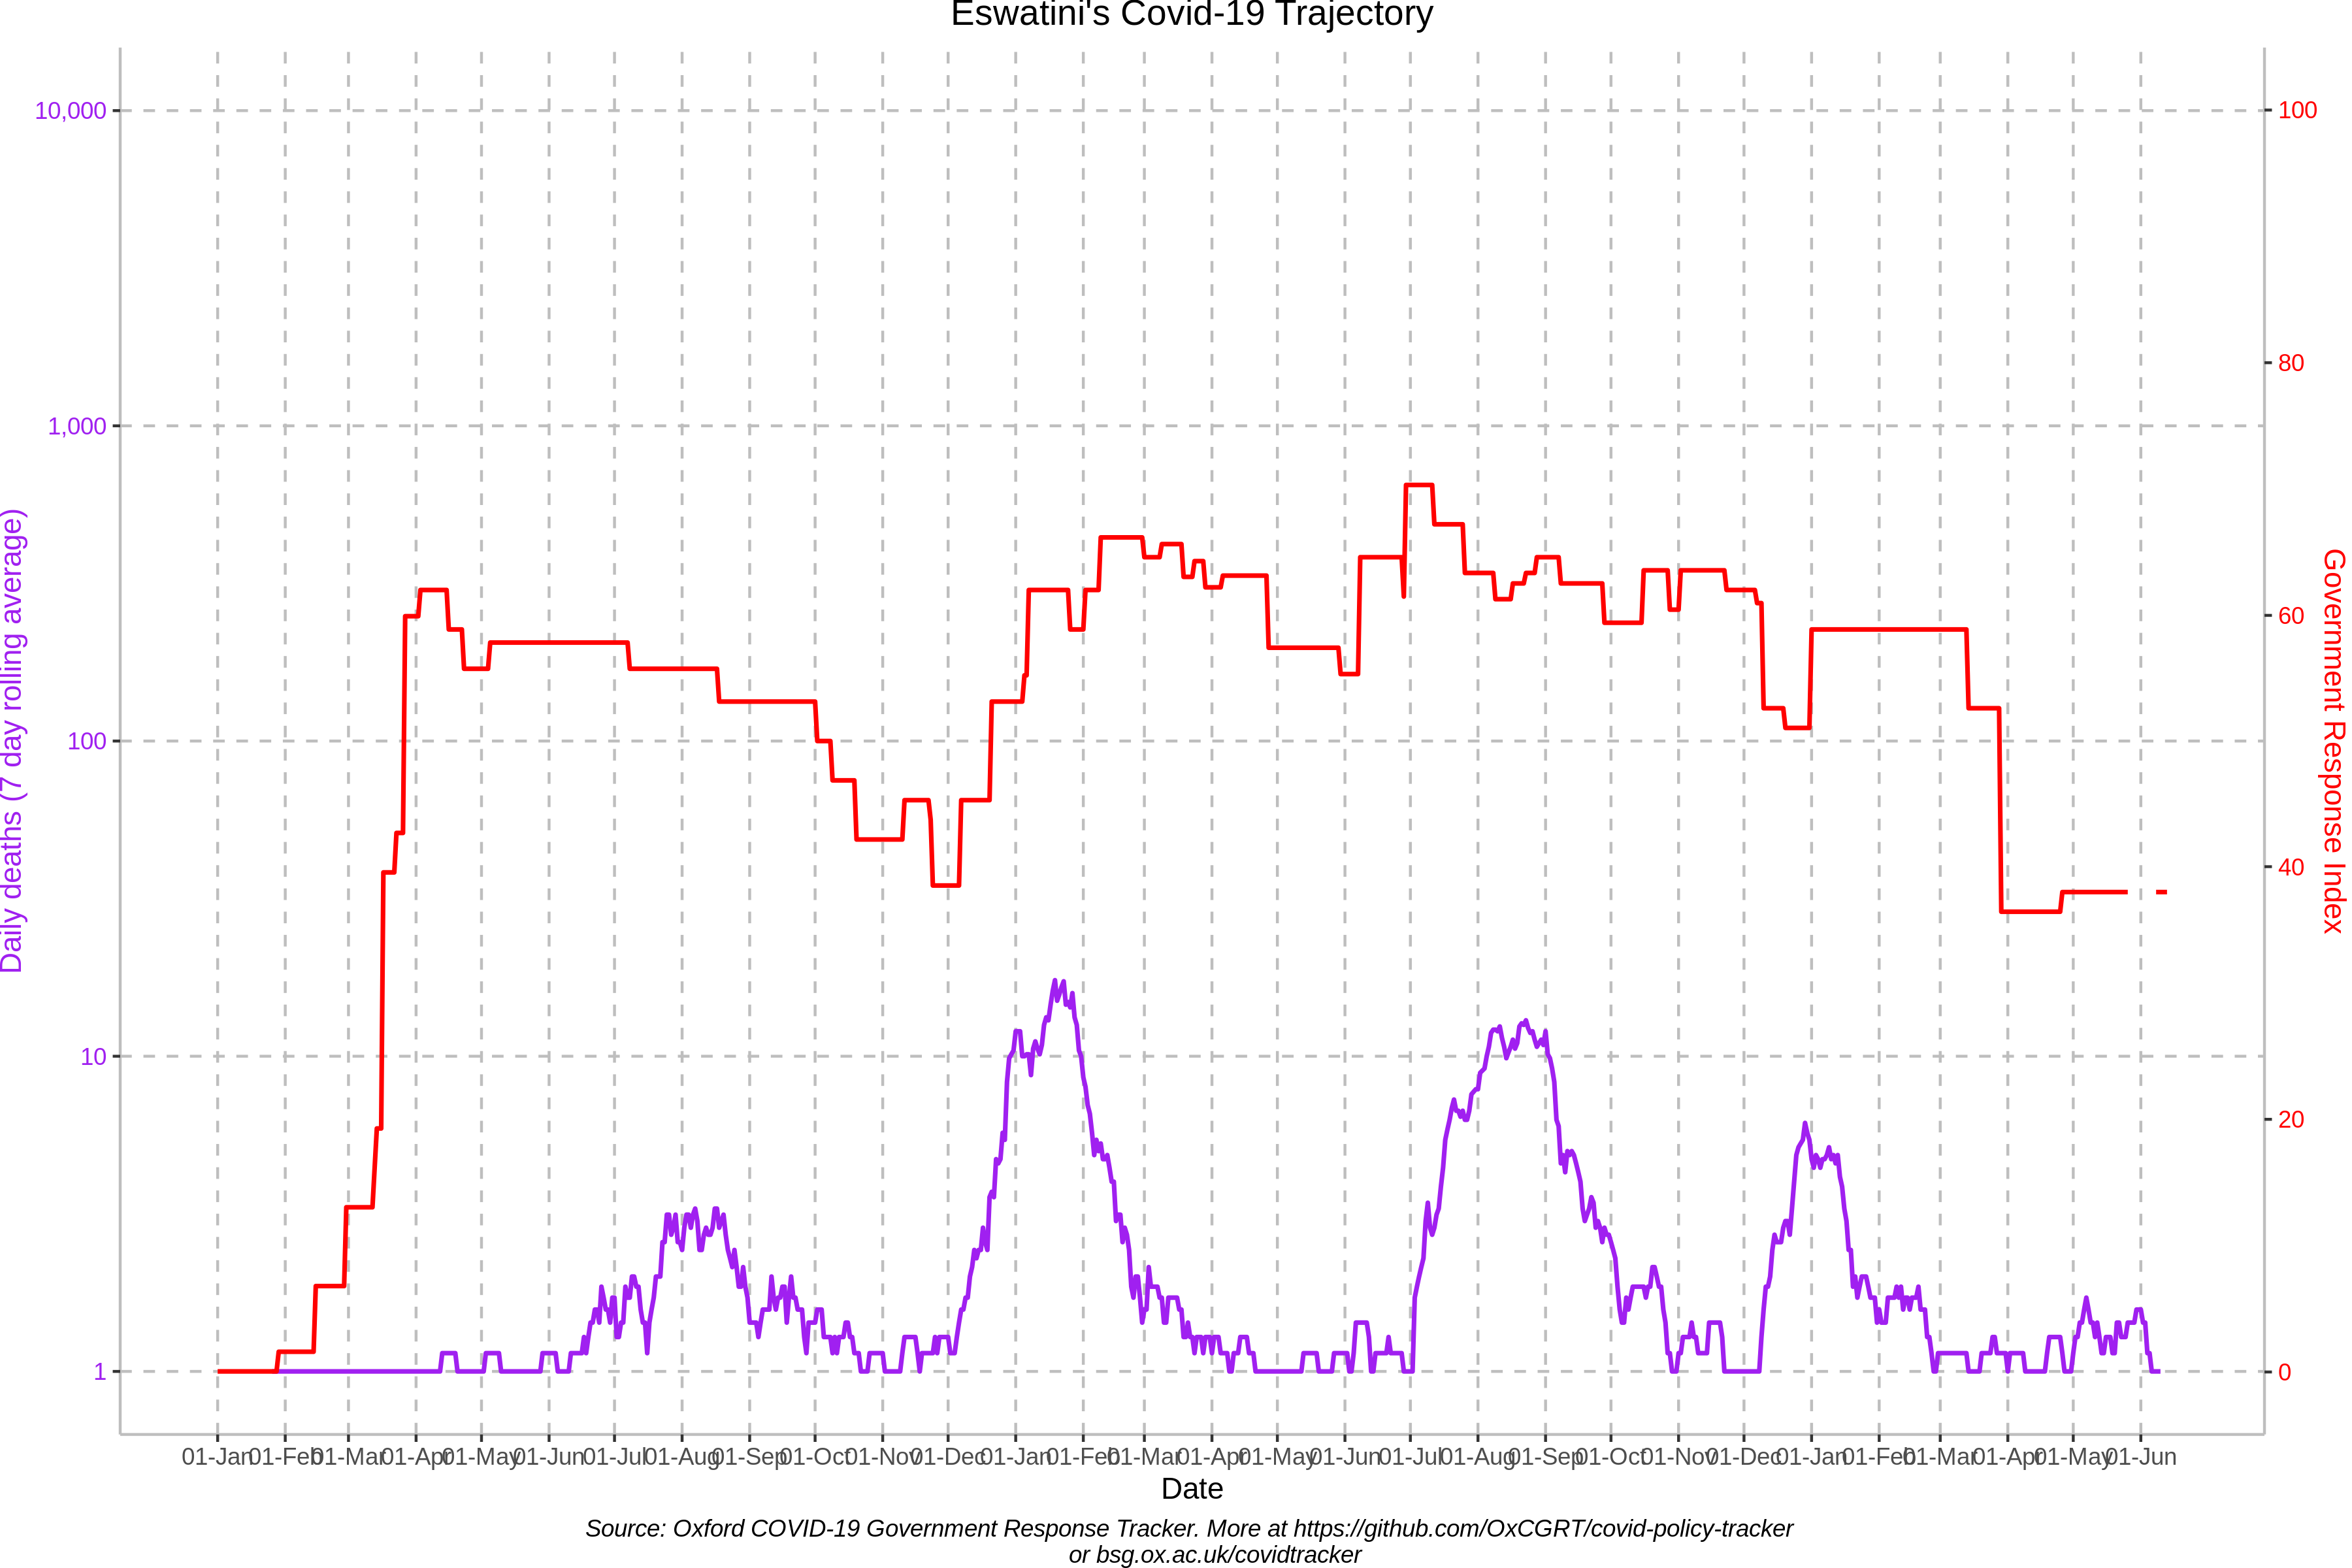 Eswatini's Covid-19 Trajectory
10,000
1,000
100
10
1
Daily deaths (7 day rolling average)
100
80
60
40
20
0
Government Response Index
01-Jan 01-Feb 01-Mar 01-Apr 01-May 01-Jun 01-Jul 01-Aug 01-Sep 01-Oct 01-Nov 01-Dec 01-Jan 01-Feb 01-Mar 01-Apr 01-May 01-Jun 01-Jul 01-Aug 01-Sep 01-Oct 01-Nov 01-Dec 01-Jan 01-Feb 01-Mar 01-Apr 01-May 01-Jun
Date
Source: Oxford COVID-19 Government Response Tracker. More at https://github.com/OxCGRT/covid-policy-tracker
or bsg.ox.ac.uk/covidtracker